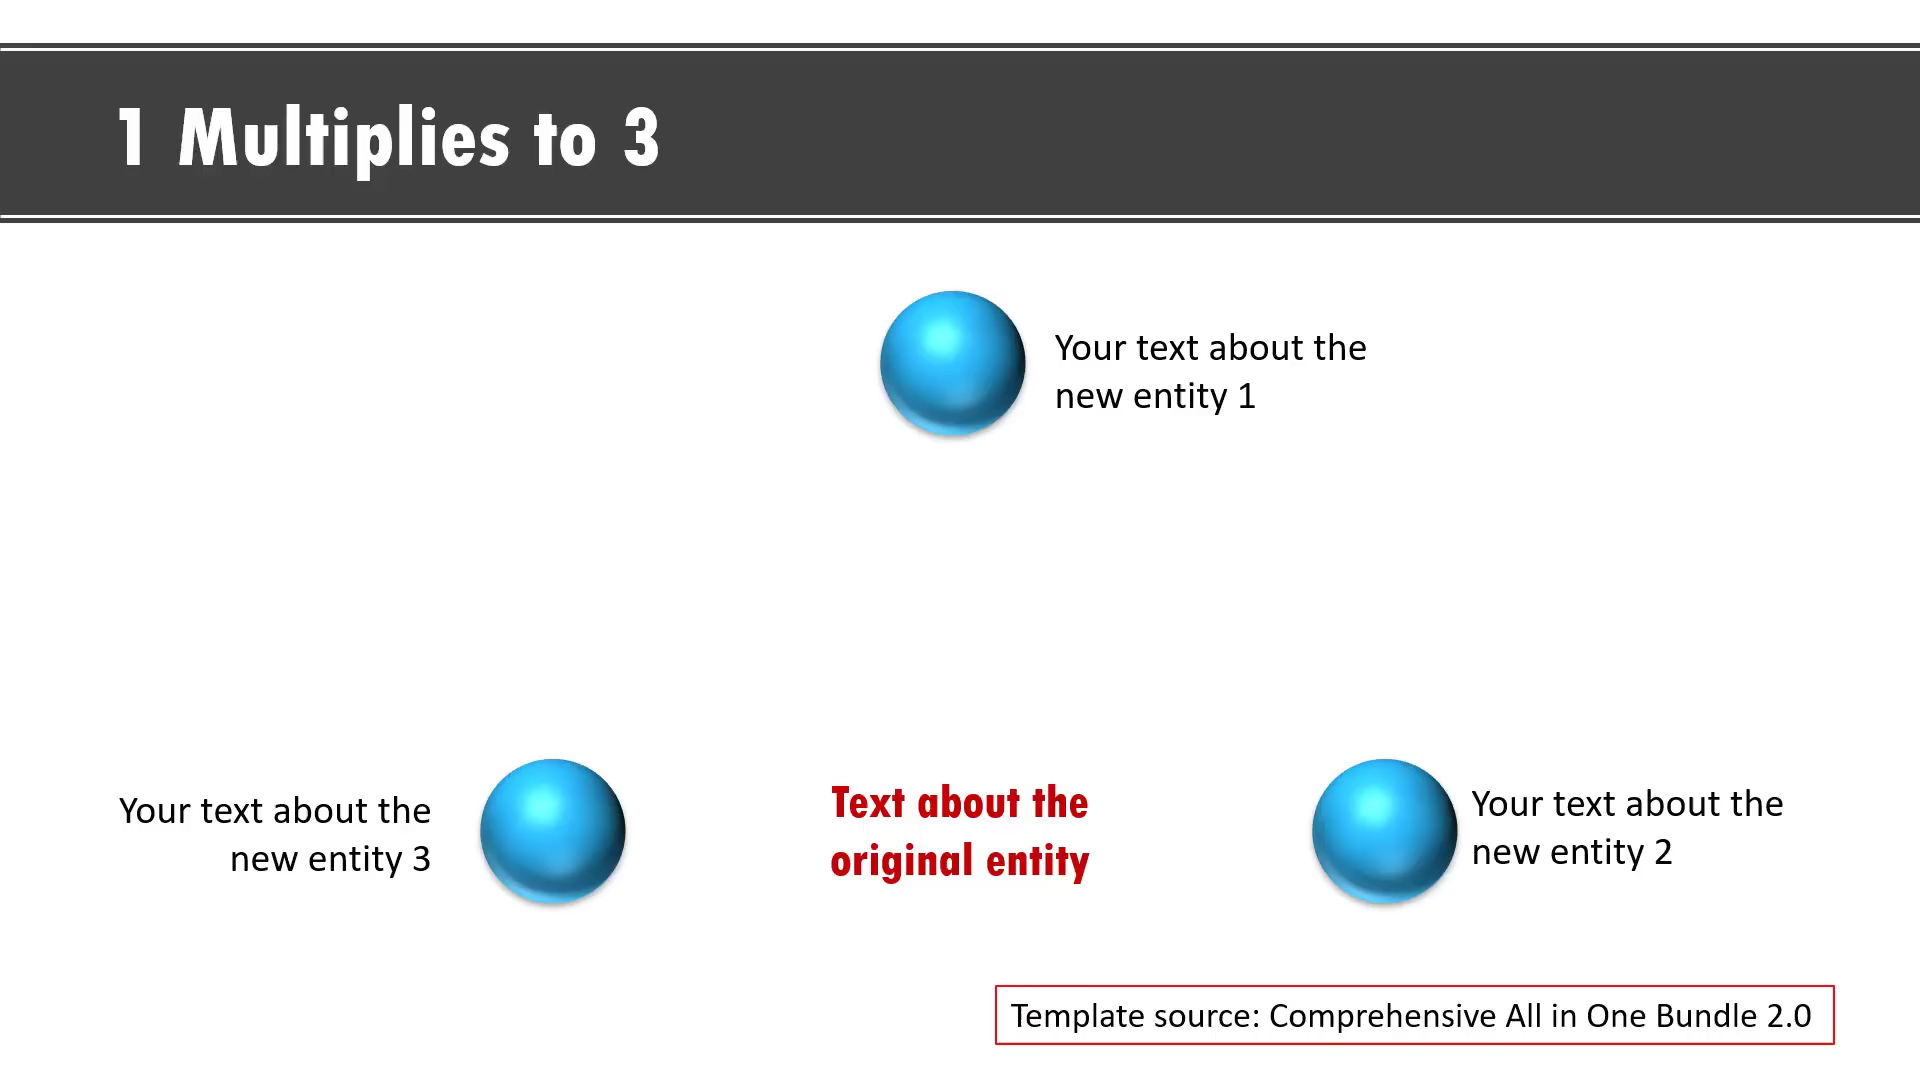 1 Multiplies to 3
Your text about the
new entity 1
Your text about the
new entity 3
Text about the
original entity
Your text about the
new entity 2
Template source: Comprehensive All in One Bundle 2.0